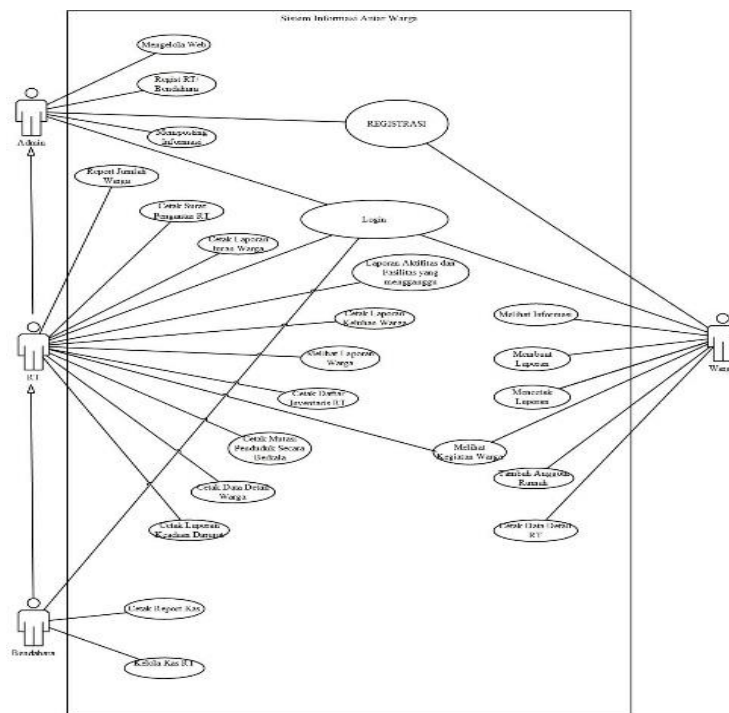 Sistem Informasi Antar Warga
Mengelola Web
Regist RT/
Bendahara
Memposting
Informasi
Admin
REGISTRASI
Report Jumlah
Warga
Cetak Surat
Pengantar RT
Login
Cetak Laporan
Iuran Warga
Laporan Aktifitas dan
Fasilitas yang
mengganggu
Cetak Laporan
Keluhan Warga
Melihat Informasi
RT
Warga
Melihat Laporan
Warga
Membuat
Laporan
Cetak Daftar
Inventaris RT
Mencetak
Laporan
Cetak Mutasi
Penduduk Secara
Berkala
Melihat
Kegiatan Warga
Cetak Data Detail
Warga
Tambah Anggota
Rumah
Cetak Laporan
Keadaan Darurat
Cetak Data Detail
RT
Cetak Report Kas
Bendahara
Kelola Kas RT